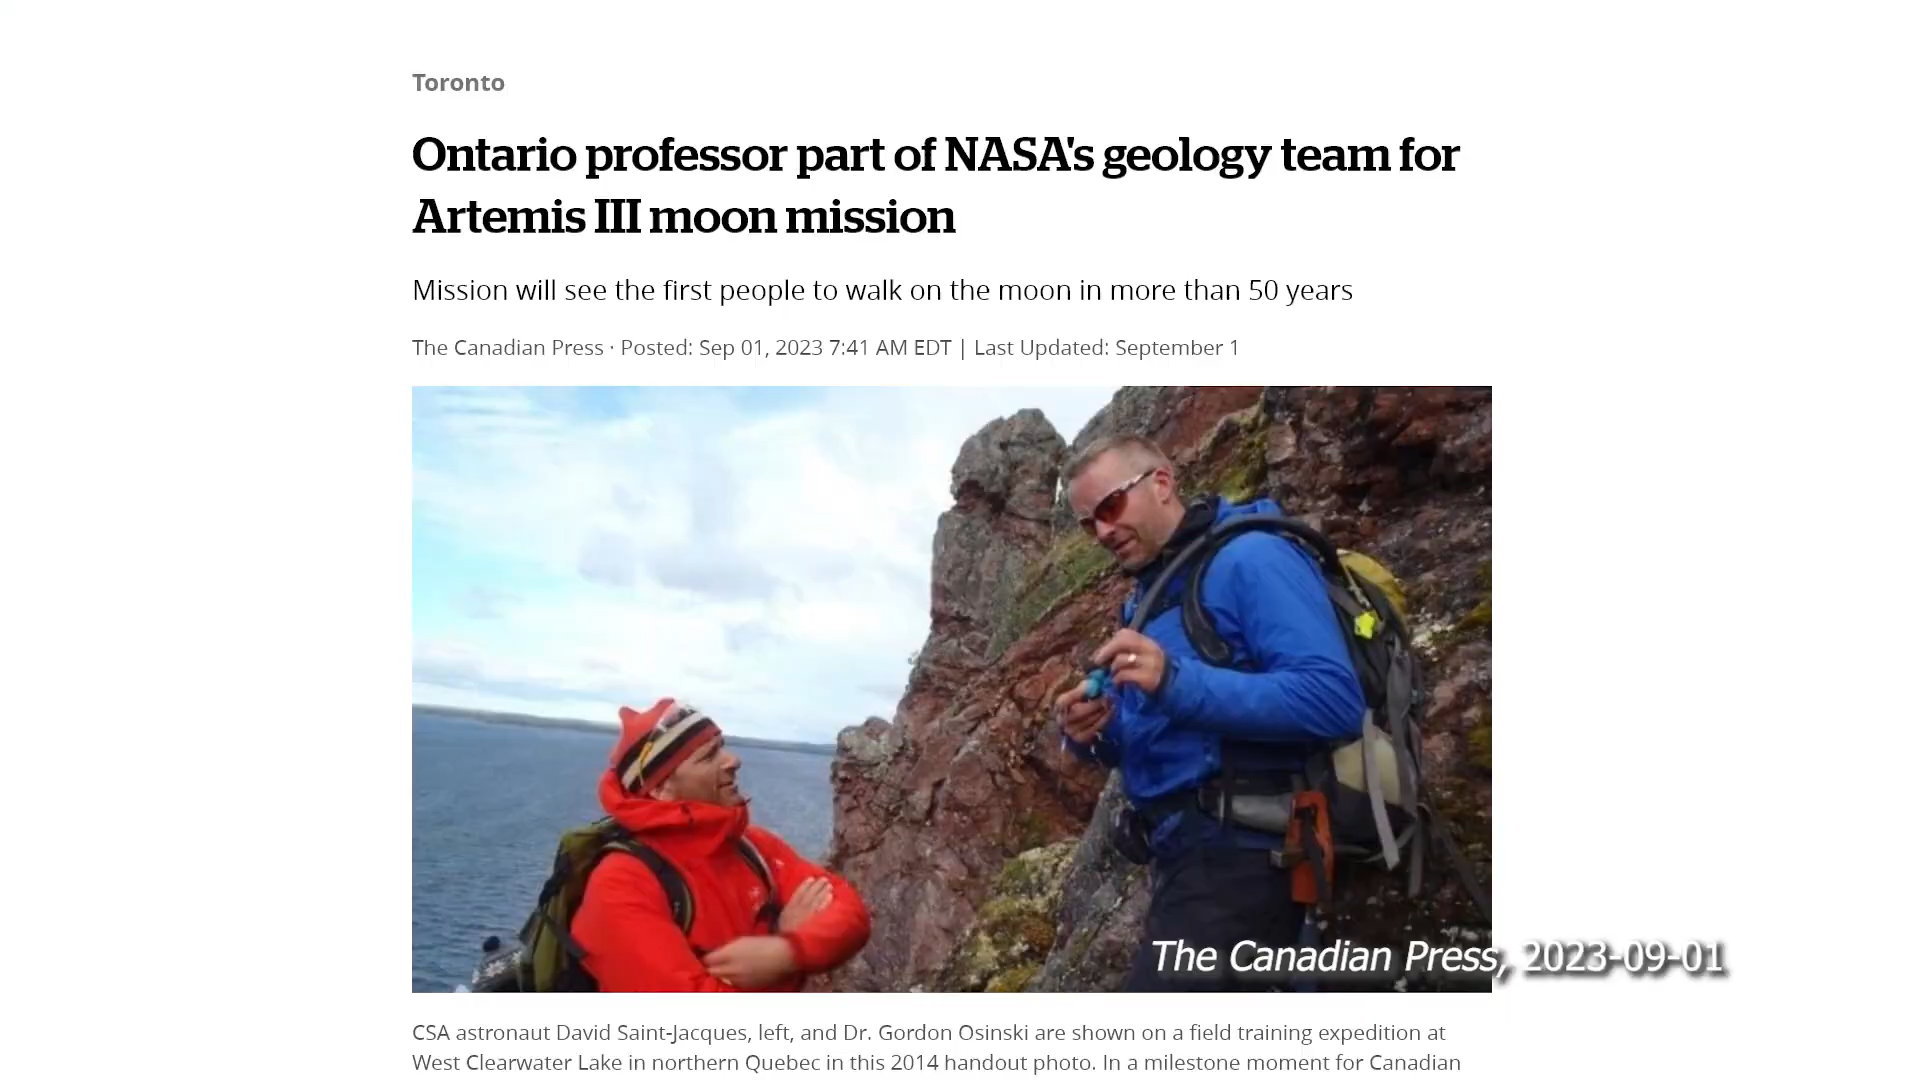 Toronto
Ontario professor part of NASA's geology team for
Artemis III moon mission
Mission will see the first people to walk on the moon in more than 50 years
The Canadian Press · Posted: Sep 01, 2023 7:41 AM EDT | Last Updated: September 1
The Canadian Press, 2023-09-01
CSA astronaut David Saint-Jacques, left, and Dr. Gordon Osinski are shown on a field training expedition at
West Clearwater Lake in northern Quebec in this 2014 handout photo. In a milestone moment for Canadian